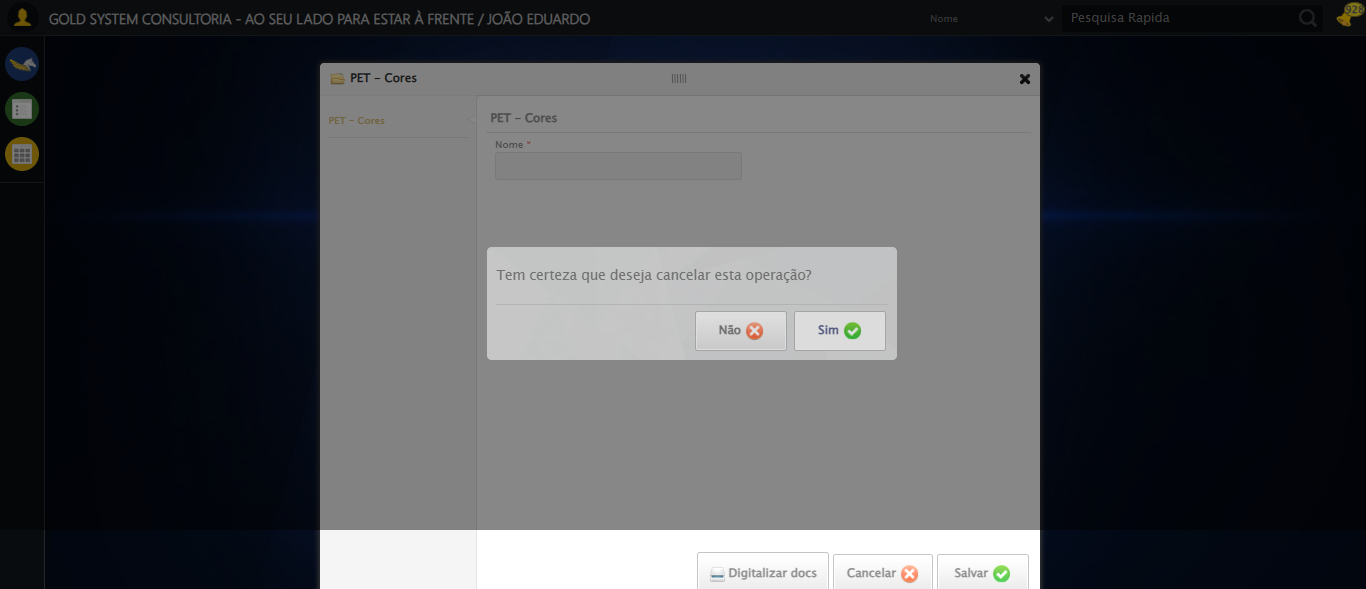 GOLD SYSTEM CONSULTORIA - AO SEU LADO PARA ESTAR À FRENTE / JOÃO EDUARDO
Nome
Pesquisa Rapida
928
PET - Cores
PET - Cores
PET - Cores
Nome *
Tem certeza que deseja cancelar esta operação?
Não
Sim
Digitalizar docs
Cancelar
Salvar